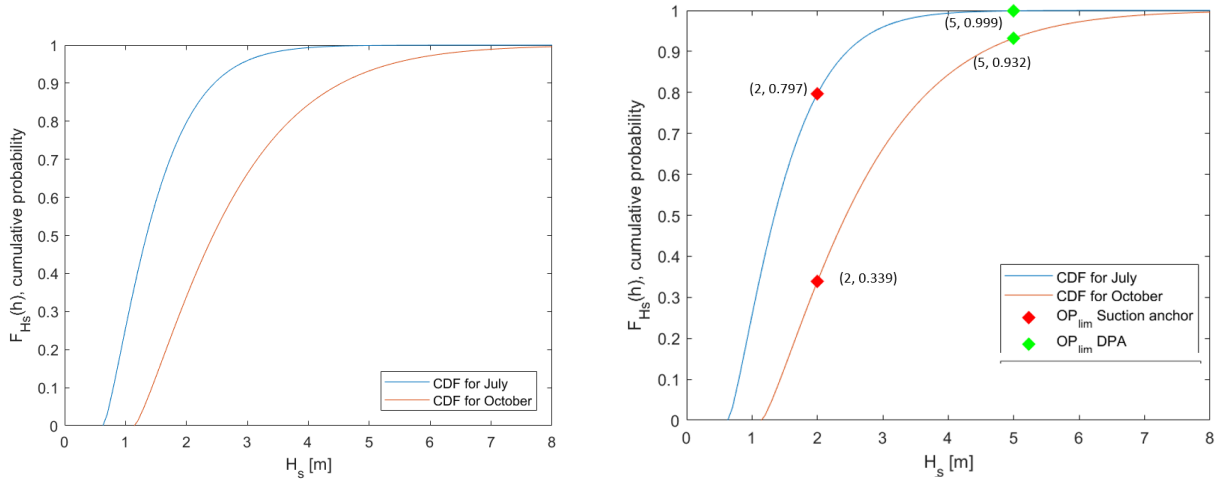 1
0.9
0.8
0.7
0.6
0.5
0.4
0.3
0.2
0.1
0
F_Hs(h), cumulative probability
CDF for July
CDF for October
0 1 2 3 4 5 6 7 8
H_s [m]
1
0.9
0.8
0.7
0.6
0.5
0.4
0.3
0.2
0.1
0
F_Hs(h), cumulative probability
(5, 0.999)
(5, 0.932)
(2, 0.797)
(2, 0.339)
CDF for July
CDF for October
OP_lim Suction anchor
OP_lim DPA
0 1 2 3 4 5 6 7 8
H_s [m]